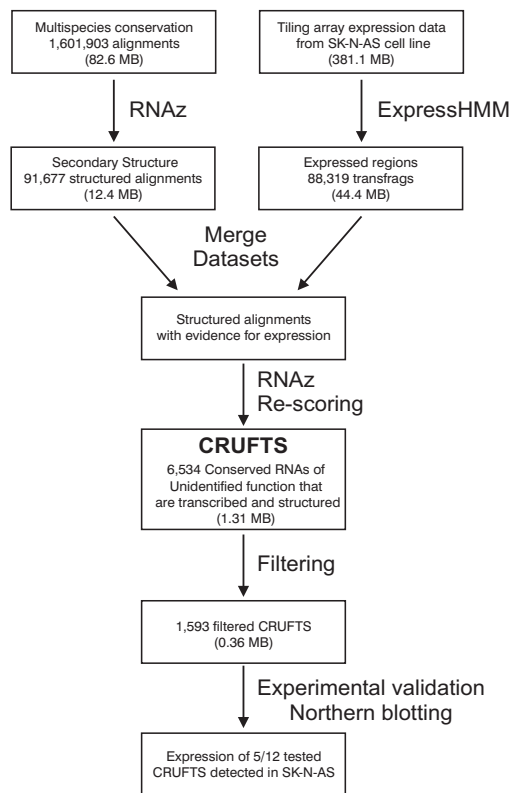 Multispecies conservation
1,601,903 alignments
(82.6 MB)
Tiling array expression data
from SK-N-AS cell line
(381.1 MB)
RNAz
ExpressHMM
Secondary Structure
91,677 structured alignments
(12.4 MB)
Expressed regions
88,319 transfrags
(44.4 MB)
Merge
Datasets
Structured alignments
with evidence for expression
RNAz
Re-scoring
CRUFTS
6,534 Conserved RNAs of
Unidentified function that
are transcribed and structured
(1.31 MB)
Filtering
1,593 filtered CRUFTS
(0.36 MB)
Experimental validation
Northern blotting
Expression of 5/12 tested
CRUFTS detected in SK-N-AS